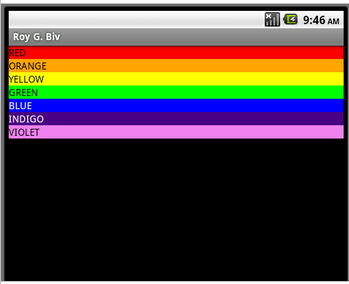 9:46 AM
Roy G. Biv
RED
ORANGE
YELLOW
GREEN
BLUE
INDIGO
VIOLET